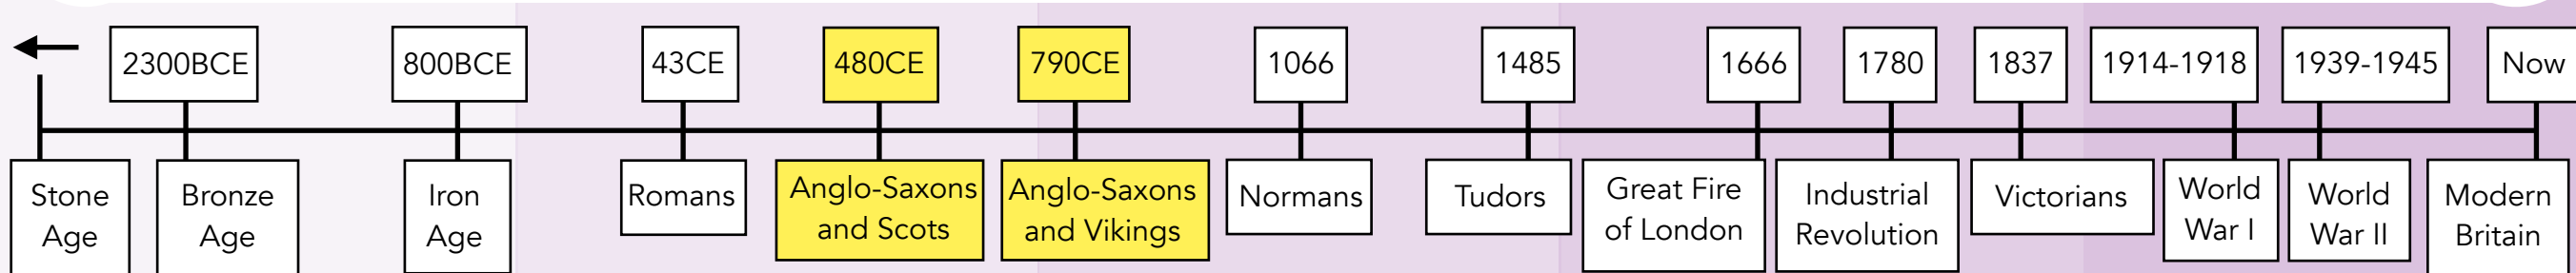 2300BCE
800BCE
43CE
480CE
790CE
1066
1485
1666
1780
1837
1914-1918
1939-1945
Now
Stone
Age
Bronze
Age
Iron
Age
Romans
Anglo-Saxons
and Scots
Anglo-Saxons
and Vikings
Normans
Tudors
Great Fire
of London
Industrial
Revolution
Victorians
World
War I
World
War II
Modern
Britain